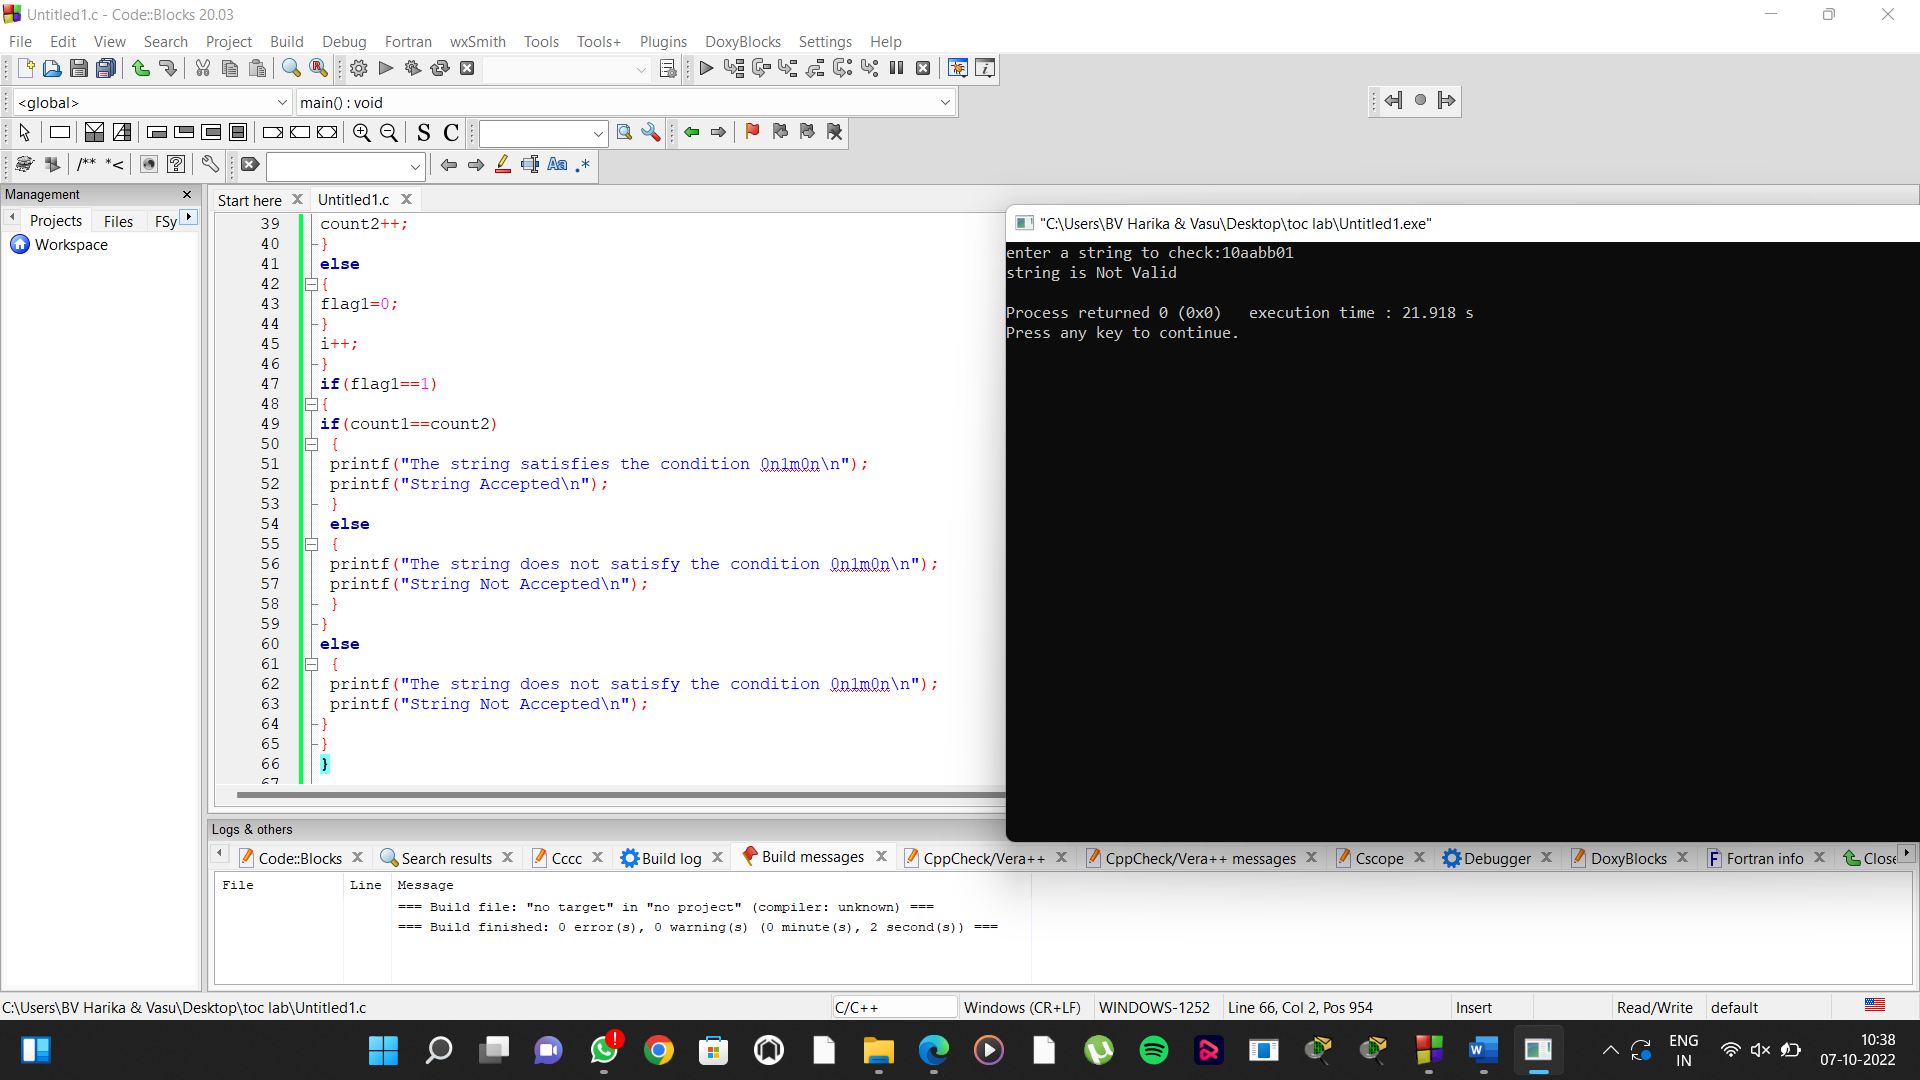 Untitled1.c - Code::Blocks 20.03
File Edit View Search Project Build Debug Fortran wxSmith Tools Tools+ Plugins DoxyBlocks Settings Help
<global> main() : void
S C
/** *< Aa .*
Management
Projects Files FSy
Workspace
Start here Untitled1.c
39 count2++;
40 }
41 else
42 {
43 flag1=0;
44 }
45 i++;
46 }
47 if(flag1==1)
48 {
49 if(count1==count2)
50 {
51 printf("The string satisfies the condition 0n1m0n\n");
52 printf("String Accepted\n");
53 }
54 else
55 {
56 printf("The string does not satisfy the condition 0n1m0n\n");
57 printf("String Not Accepted\n");
58 }
59 }
60 else
61 {
62 printf("The string does not satisfy the condition 0n1m0n\n");
63 printf("String Not Accepted\n");
64 }
65 }
66 }
67
"C:\Users\BV Harika & Vasu\Desktop\toc lab\Untitled1.exe"
enter a string to check:10aabb01
string is Not Valid
Process returned 0 (0x0) execution time : 21.918 s
Press any key to continue.
Logs & others
Code::Blocks Search results Cccc Build log Build messages CppCheck/Vera++ CppCheck/Vera++ messages Cscope Debugger DoxyBlocks Fortran info Close
File Line Message
=== Build file: "no target" in "no project" (compiler: unknown) ===
=== Build finished: 0 error(s), 0 warning(s) (0 minute(s), 2 second(s)) ===
C:\Users\BV Harika & Vasu\Desktop\toc lab\Untitled1.c C/C++ Windows (CR+LF) WINDOWS-1252 Line 66, Col 2, Pos 954 Insert Read/Write default
ENG
IN
10:38
07-10-2022